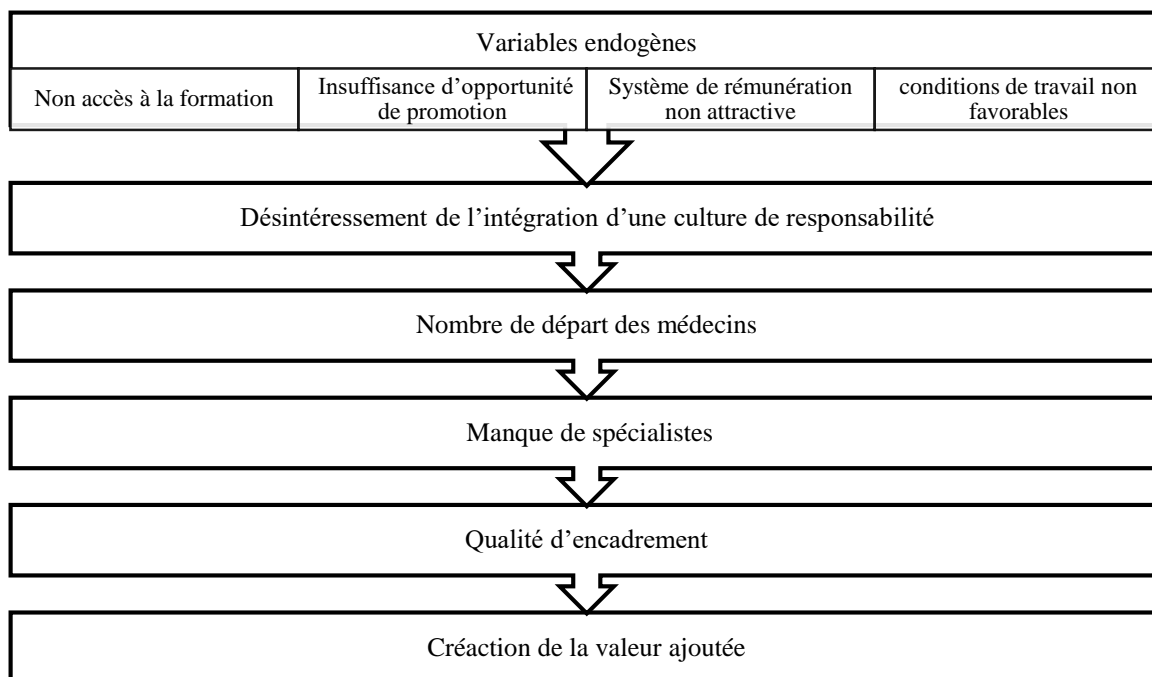 Variables endogènes
Non accès à la formation
Insuffisance d’opportunité
de promotion
Système de rémunération
non attractive
conditions de travail non
favorables
Désintéressement de l’intégration d’une culture de responsabilité
Nombre de départ des médecins
Manque de spécialistes
Qualité d’encadrement
Créaction de la valeur ajoutée